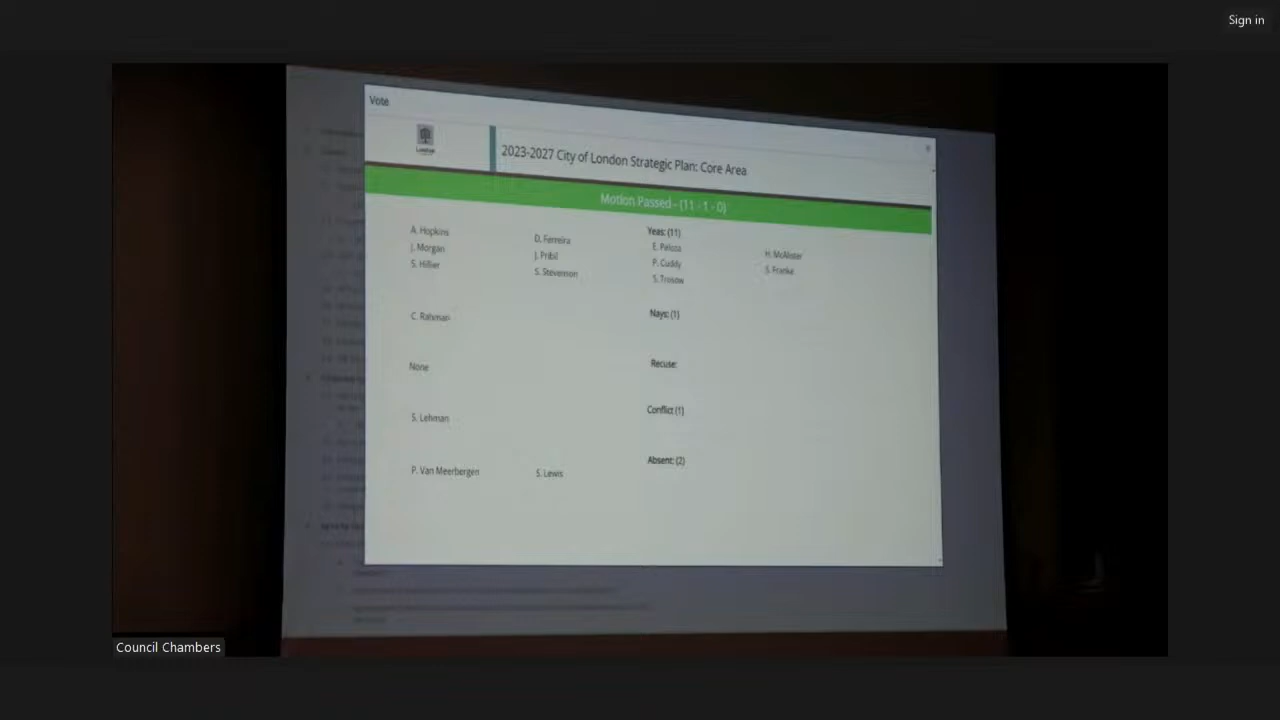 Sign in
Vote
London
2023-2027 City of London Strategic Plan: Core Area
Motion Passed - (11 - 1 - 0)
Yeas: (11)
A. Hopkins D. Ferreira E. Peloza H. McAlister
J. Morgan J. Pribil P. Cuddy S. Franke
S. Hillier S. Stevenson S. Trosow
Nays: (1)
C. Rahman
Recuse:
None
Conflict (1)
S. Lehman
Absent: (2)
P. Van Meerbergen S. Lewis
Council Chambers